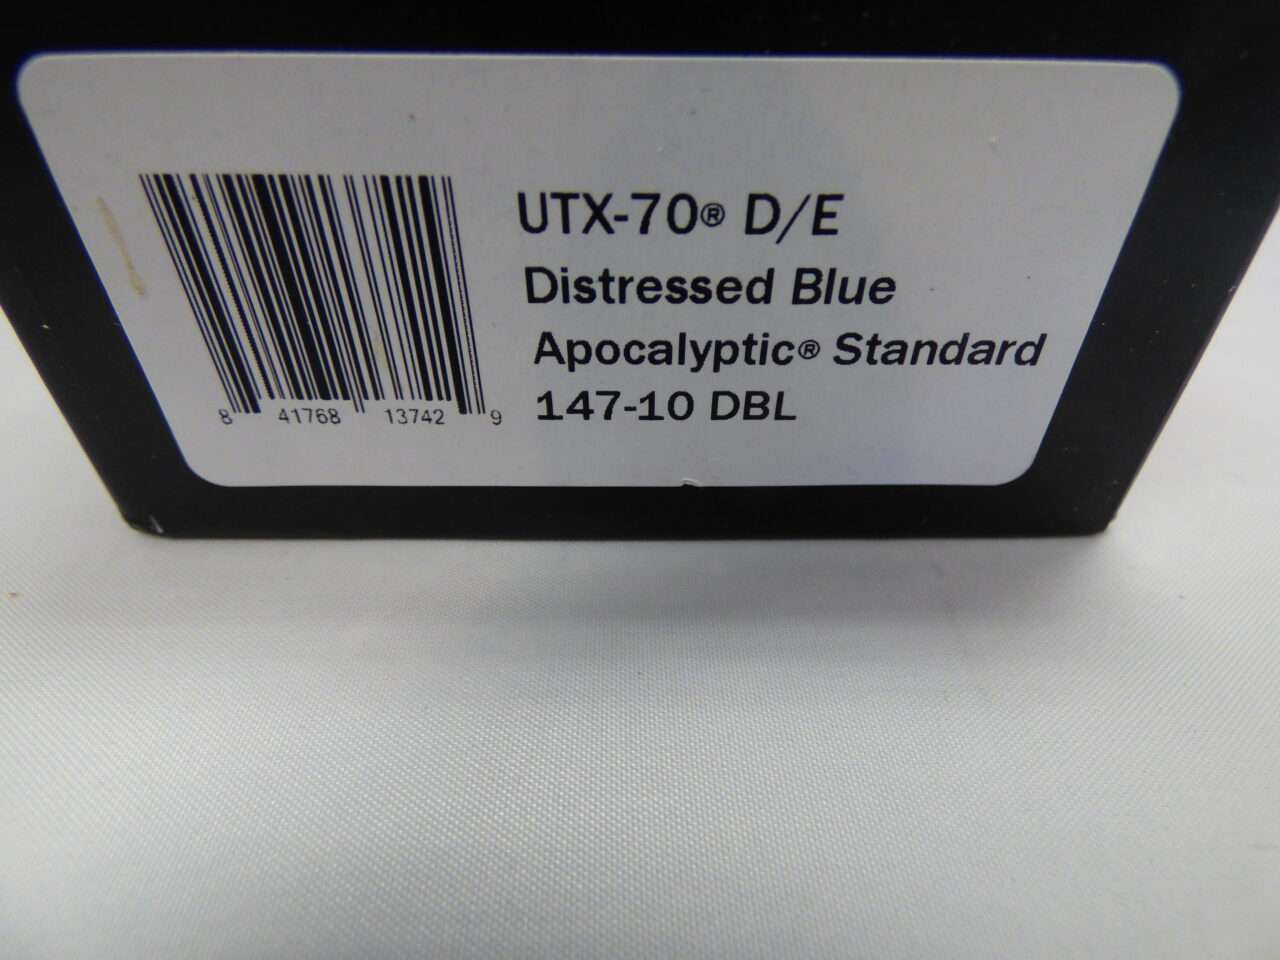 UTX-70® D/E
Distressed Blue
Apocalyptic® Standard
147-10 DBL
8 41768 13742 9